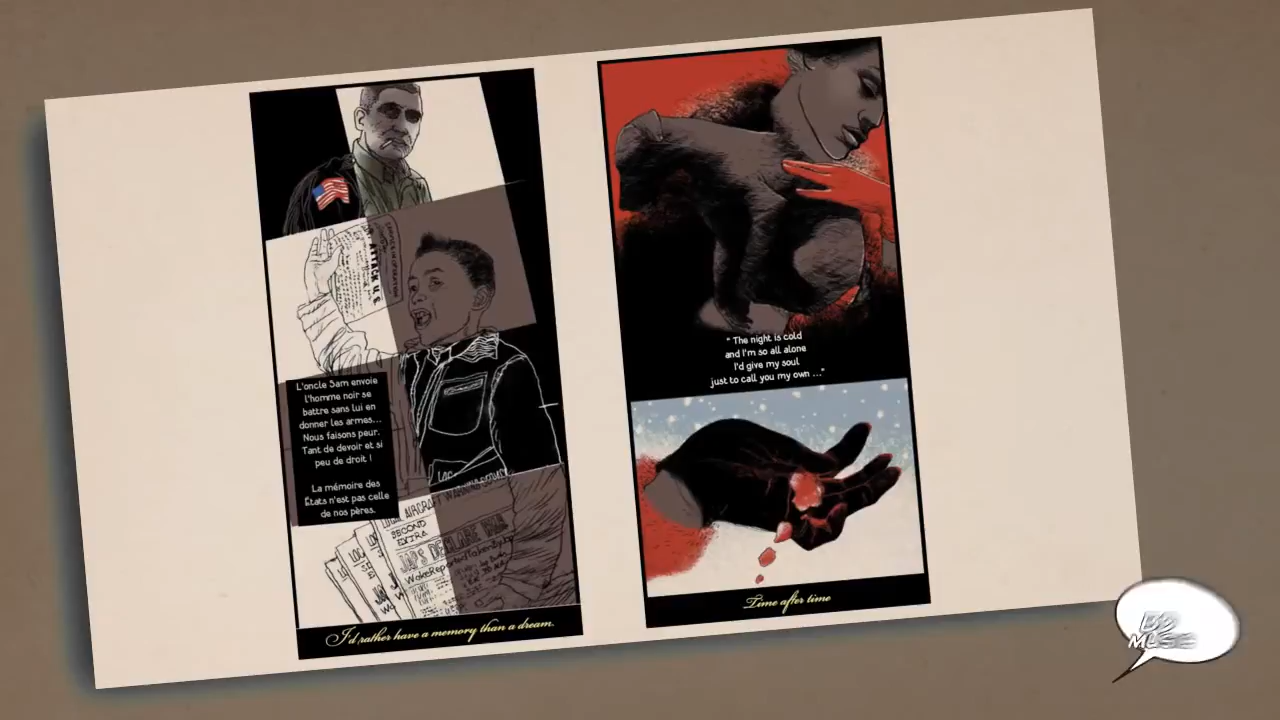 ATTACK US
L'oncle Sam envoie
l'homme noir se
battre sans lui en
donner les armes...
Nous faisons peur.
Tant de devoir et si
peu de droit !
La mémoire des
États n'est pas celle
de nos pères.
AIRCRAFT WARNING
SECOND
EXTRA
JAPS DECLARE WAR
I'd rather have a memory than a dream.
" The night is cold
and I'm so all alone
I'd give my soul
just to call you my own ..."
Time after time